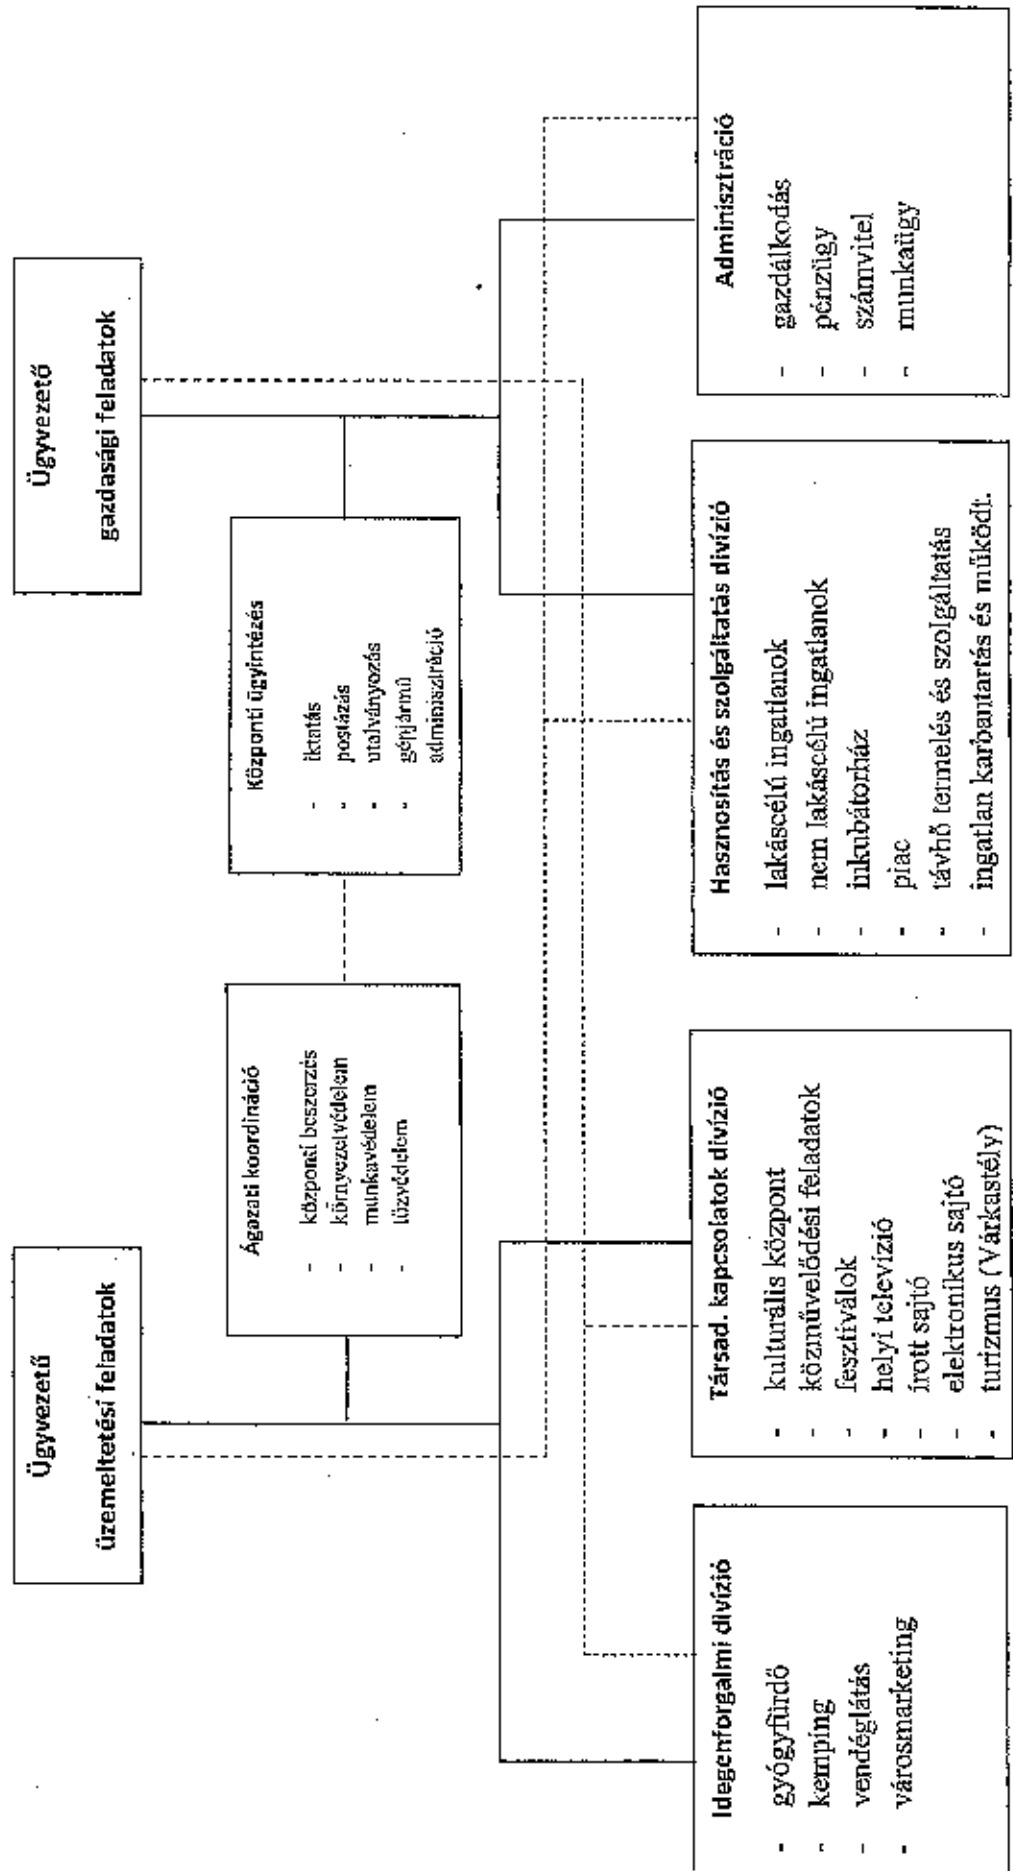 Ügyvezető
üzemeltetési feladatok
Ügyvezető
gazdasági feladatok
Ágazati koordináció
- központi beszerzés
- környezetvédelem
- munkavédelem
- tűzvédelem
Központi ügyintézés
- iktatás
- postázás
- utalványozás
- gépjármű
adminisztráció
Idegenforgalmi divízió
- gyógyfürdő
- kemping
- vendéglátás
- városmarketing
Társad. kapcsolatok divízió
- kulturális központ
- közművelődési feladatok
- fesztiválok
- helyi televízió
- írott sajtó
- elektronikus sajtó
- turizmus (Várkastély)
Hasznosítás és szolgáltatás divízió
- lakáscélú ingatlanok
- nem lakáscélú ingatlanok
- inkubátorház
- piac
- távhő termelés és szolgáltatás
- ingatlan karbantartás és működt.
Adminisztráció
- gazdálkodás
- pénzügy
- számvitel
- munkaügy